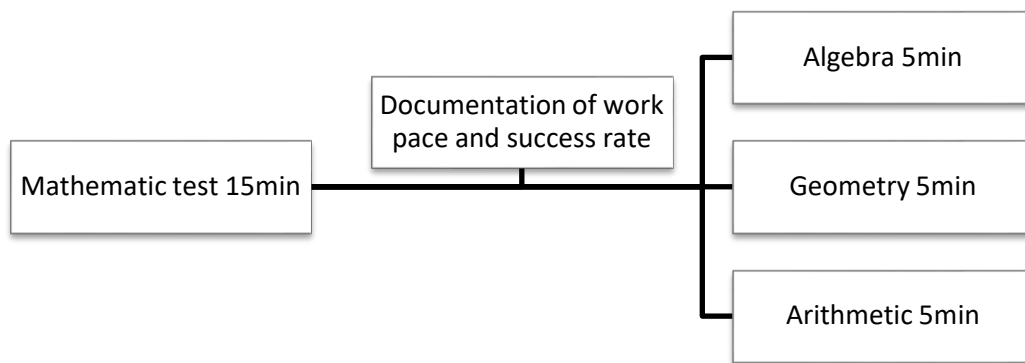 Mathematic test 15min
Documentation of work
pace and success rate
Algebra 5min
Geometry 5min
Arithmetic 5min